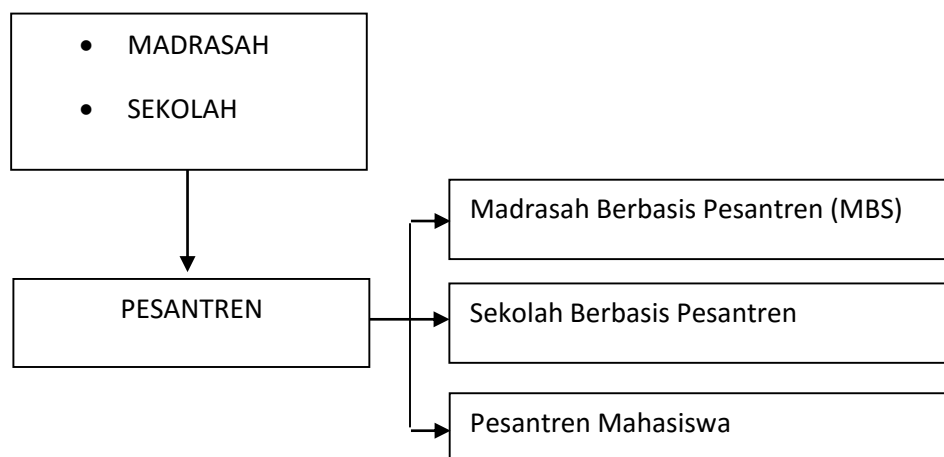 • MADRASAH
• SEKOLAH
Madrasah Berbasis Pesantren (MBS)
PESANTREN
Sekolah Berbasis Pesantren
Pesantren Mahasiswa